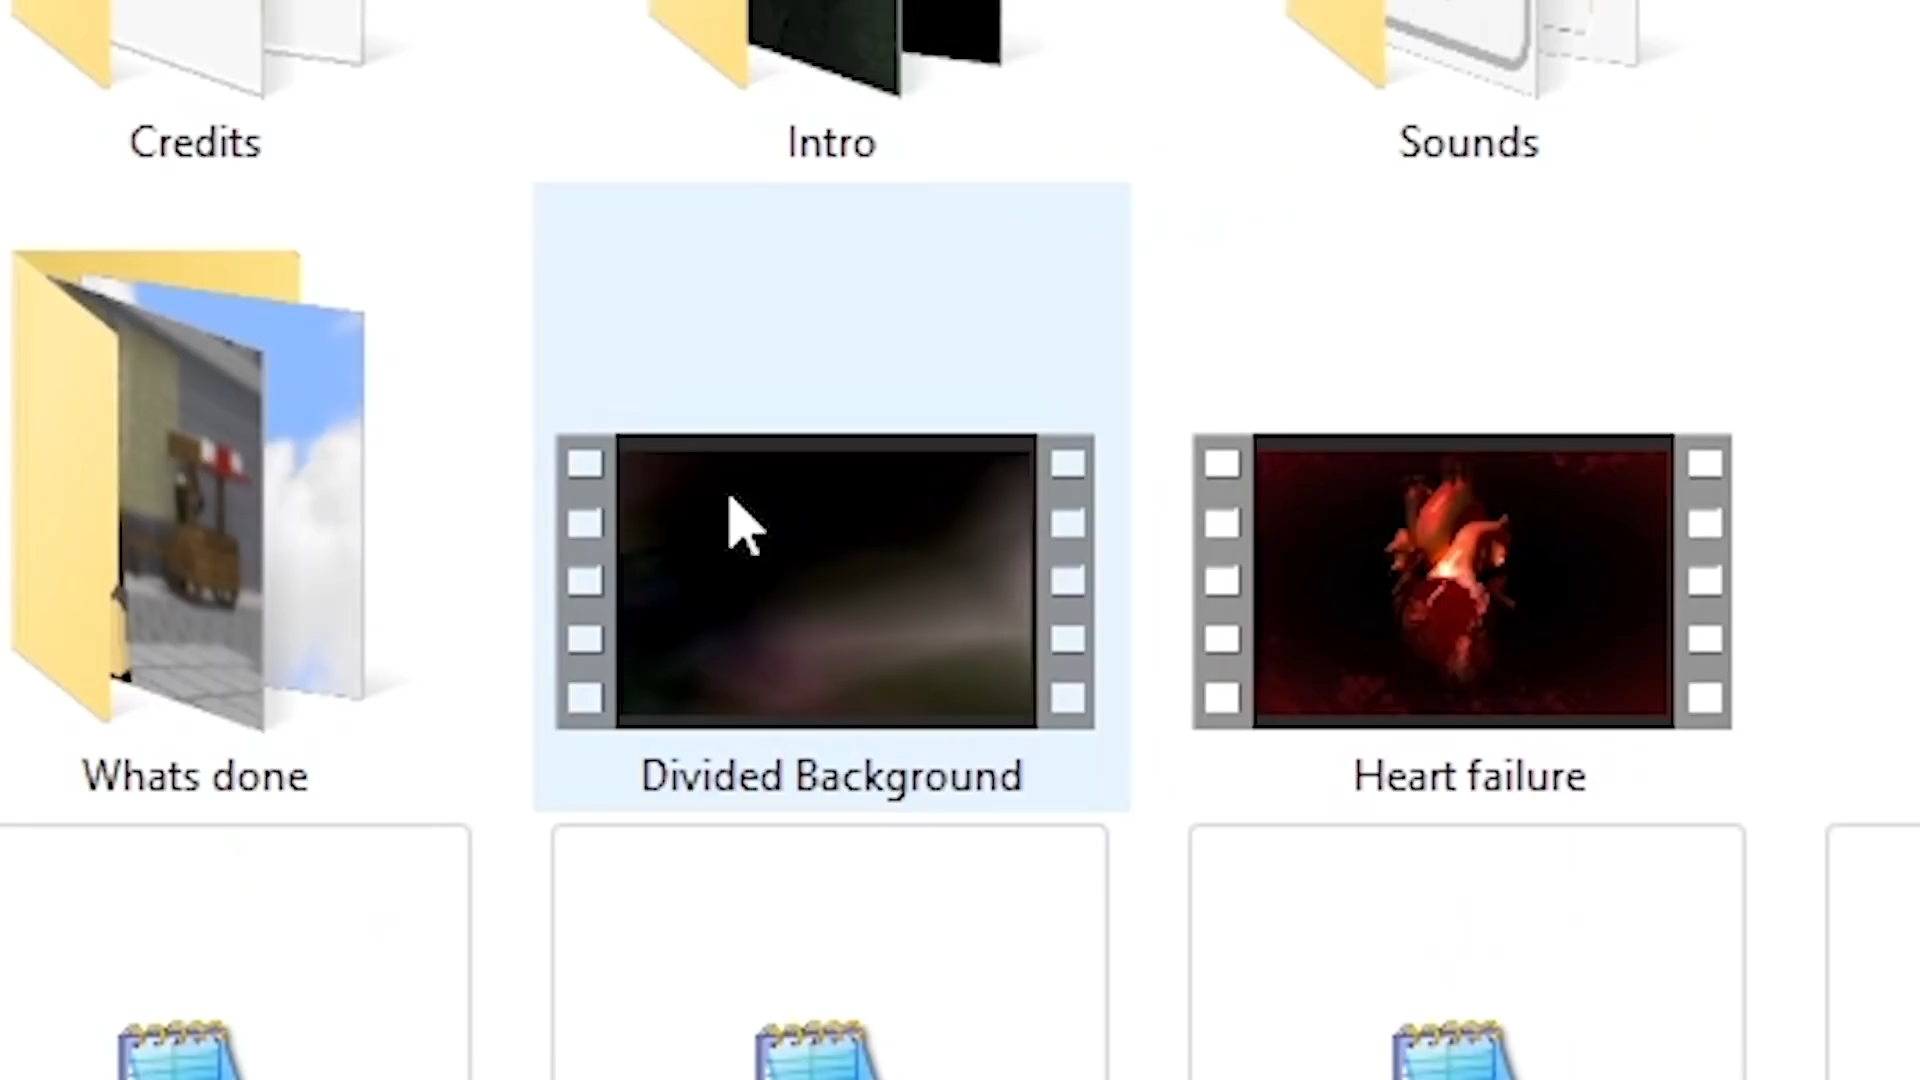 Credits
Intro
Sounds
Whats done
Divided Background
Heart failure